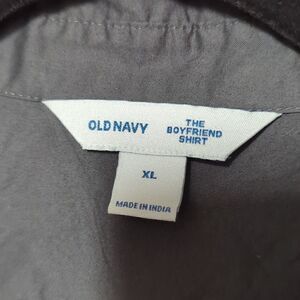 OLD NAVY
THE
BOYFRIEND
SHIRT
XL
MADE IN INDIA